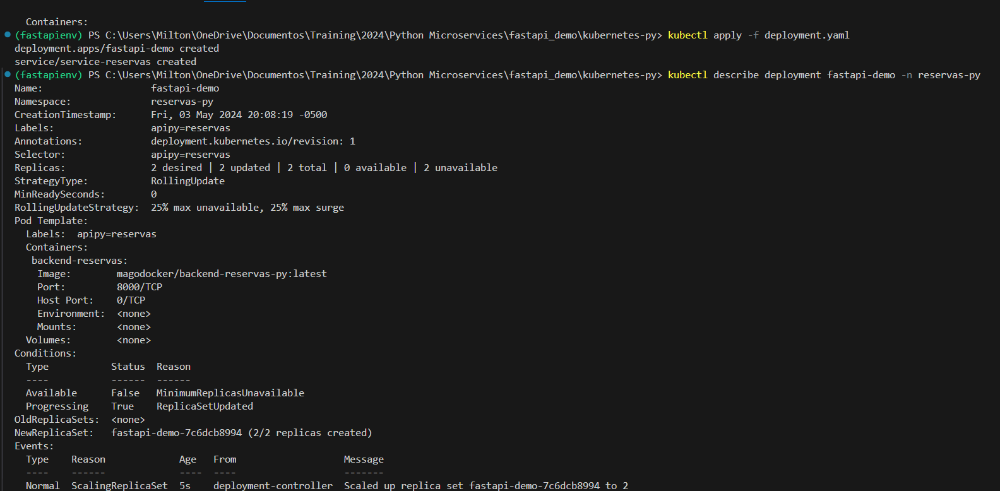 Containers:
(fastapienv) PS C:\Users\Milton\OneDrive\Documentos\Training\2024\Python Microservices\fastapi_demo\kubernetes-py> kubectl apply -f deployment.yaml
deployment.apps/fastapi-demo created
service/service-reservas created
(fastapienv) PS C:\Users\Milton\OneDrive\Documentos\Training\2024\Python Microservices\fastapi_demo\kubernetes-py> kubectl describe deployment fastapi-demo -n reservas-py
Name:                   fastapi-demo
Namespace:              reservas-py
CreationTimestamp:      Fri, 03 May 2024 20:08:19 -0500
Labels:                 apipy=reservas
Annotations:            deployment.kubernetes.io/revision: 1
Selector:               apipy=reservas
Replicas:               2 desired | 2 updated | 2 total | 0 available | 2 unavailable
StrategyType:           RollingUpdate
MinReadySeconds:        0
RollingUpdateStrategy:  25% max unavailable, 25% max surge
Pod Template:
  Labels:  apipy=reservas
  Containers:
   backend-reservas:
    Image:        magodocker/backend-reservas-py:latest
    Port:         8000/TCP
    Host Port:    0/TCP
    Environment:  <none>
    Mounts:       <none>
  Volumes:        <none>
Conditions:
  Type           Status  Reason
  ----           ------  ------
  Available      False   MinimumReplicasUnavailable
  Progressing    True    ReplicaSetUpdated
OldReplicaSets:  <none>
NewReplicaSet:   fastapi-demo-7c6dcb8994 (2/2 replicas created)
Events:
  Type    Reason             Age   From                   Message
  ----    ------             ----  ----                   -------
  Normal  ScalingReplicaSet  5s    deployment-controller  Scaled up replica set fastapi-demo-7c6dcb8994 to 2